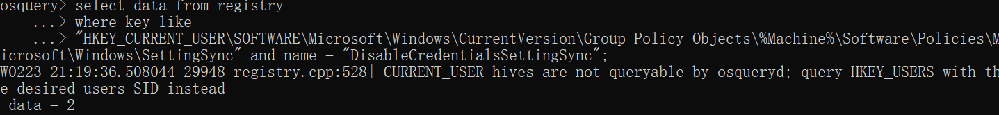 osquery> select data from registry
    ...> where key like
    ...> "HKEY_CURRENT_USER\SOFTWARE\Microsoft\Windows\CurrentVersion\Group Policy Objects\%Machine%\Software\Policies\M
icrosoft\Windows\SettingSync" and name = "DisableCredentialsSettingSync";
W0223 21:19:36.508044 29948 registry.cpp:528] CURRENT_USER hives are not queryable by osqueryd; query HKEY_USERS with th
e desired users SID instead
 data = 2